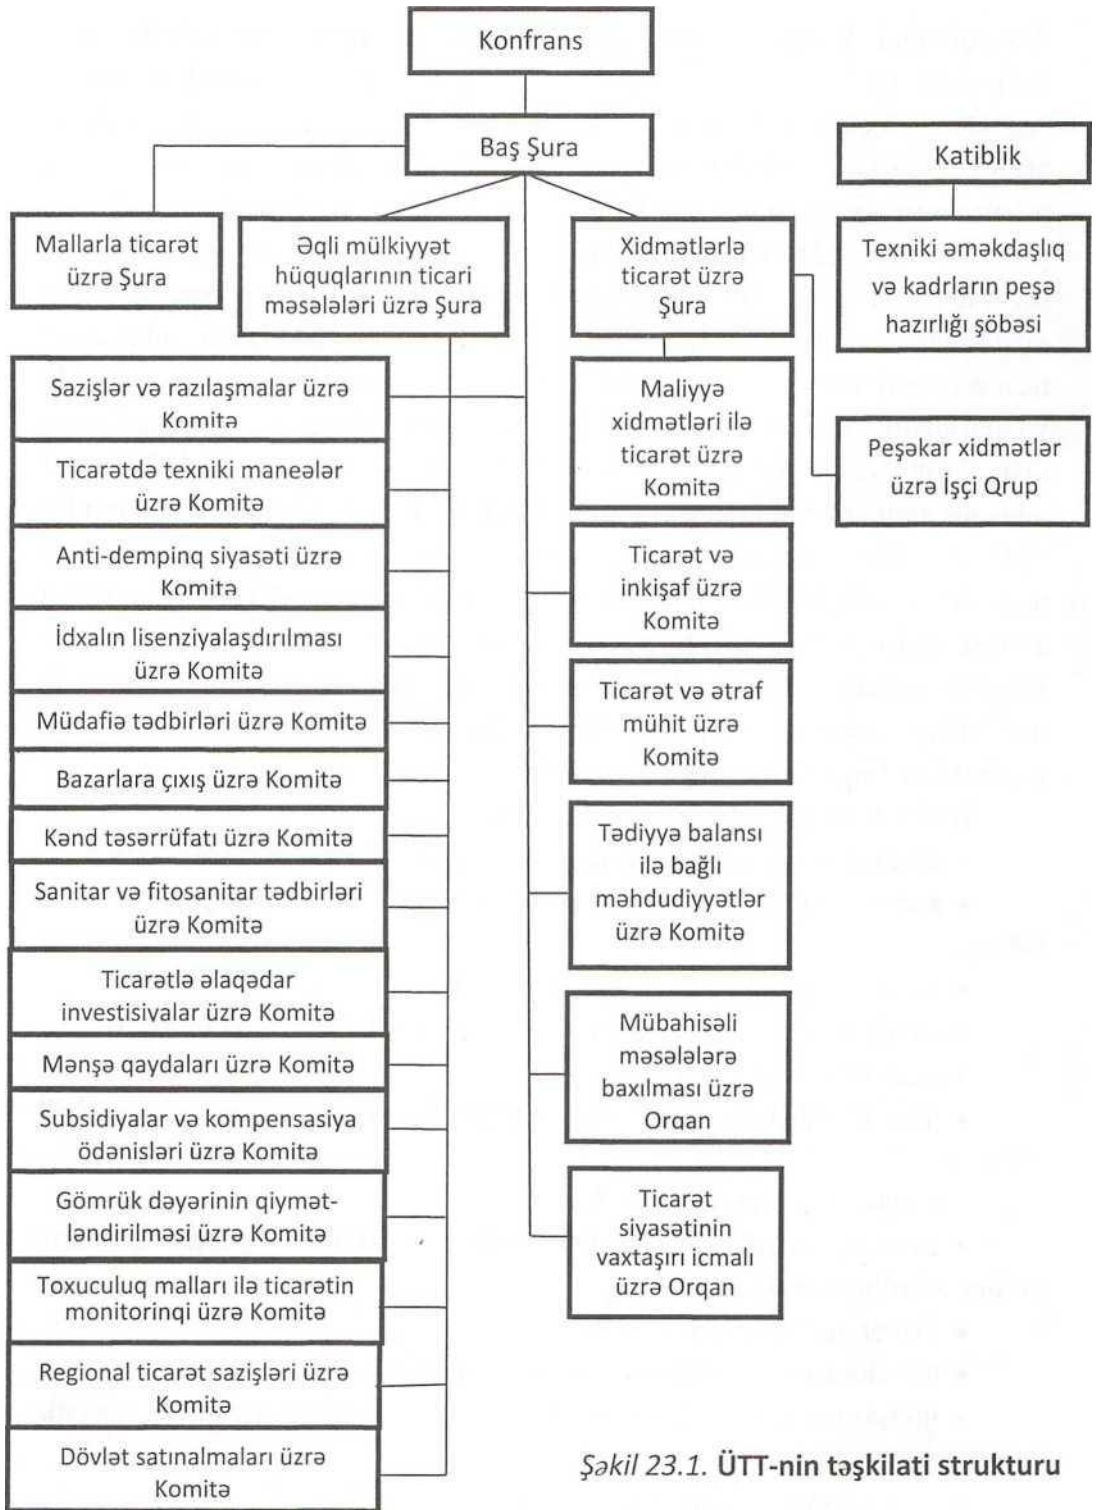 Konfrans
Baş Şura
Katiblik
Mallarla ticarət
üzrə Şura
Əqli mülkiyyət
hüquqlarının ticari
məsələləri üzrə Şura
Xidmətlərlə
ticarət üzrə
Şura
Texniki əməkdaşlıq
və kadrların peşə
hazırlığı şöbəsi
Sazişlər və razılaşmalar üzrə
Komitə
Ticarətdə texniki maneələr
üzrə Komitə
Anti-dempinq siyasəti üzrə
Komitə
İdxalın lisenziyalaşdırılması
üzrə Komitə
Müdafiə tədbirləri üzrə Komitə
Bazarlara çıxış üzrə Komitə
Kənd təsərrüfatı üzrə Komitə
Sanitar və fitosanitar tədbirləri
üzrə Komitə
Ticarətlə əlaqədar
investisiyalar üzrə Komitə
Mənşə qaydaları üzrə Komitə
Subsidiyalar və kompensasiya
ödənişləri üzrə Komitə
Gömrük dəyərinin qiymət-
ləndirilməsi üzrə Komitə
Toxuculuq malları ilə ticarətin
monitorinqi üzrə Komitə
Regional ticarət sazişləri üzrə
Komitə
Dövlət satınalmaları üzrə
Komitə
Maliyyə
xidmətləri ilə
ticarət üzrə
Komitə
Peşəkar xidmətlər
üzrə İşçi Qrup
Ticarət və
inkişaf üzrə
Komitə
Ticarət və ətraf
mühit üzrə
Komitə
Tədiyyə balansı
ilə bağlı
məhdudiyyətlər
üzrə Komitə
Mübahisəli
məsələlərə
baxılması üzrə
Orqan
Ticarət
siyasətinin
vaxtaşırı icmalı
üzrə Orqan
Şəkil 23.1. ÜTT-nin təşkilati strukturu